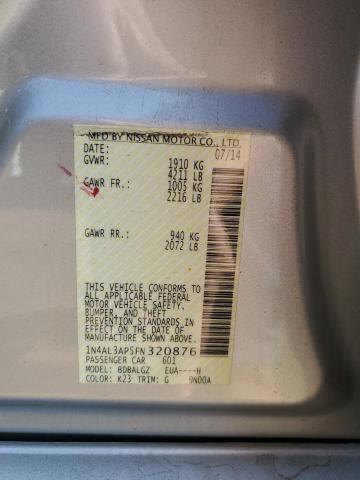 MFD BY NISSAN MOTOR CO., LTD.
DATE: 07/14
GVWR: 1910 KG
4211 LB
GAWR FR.: 1005 KG
2216 LB
GAWR RR.: 940 KG
2072 LB
THIS VEHICLE CONFORMS TO
ALL APPLICABLE FEDERAL
MOTOR VEHICLE SAFETY,
BUMPER, AND THEFT
PREVENTION STANDARDS IN
EFFECT ON THE DATE OF
MANUFACTURE SHOWN ABOVE.
1N4AL3AP5FN320876
PASSENGER CAR 601
MODEL: BDBALGZ EUA----H
COLOR: K23 TRIM: G 9N00A